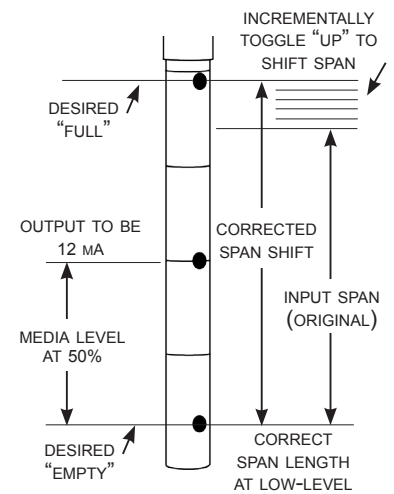 INCREMENTALLY
TOGGLE “UP” TO
SHIFT SPAN
DESIRED
“FULL”
OUTPUT TO BE
12 MA
CORRECTED
SPAN SHIFT
INPUT SPAN
(ORIGINAL)
MEDIA LEVEL
AT 50%
DESIRED
“EMPTY”
CORRECT
SPAN LENGTH
AT LOW-LEVEL